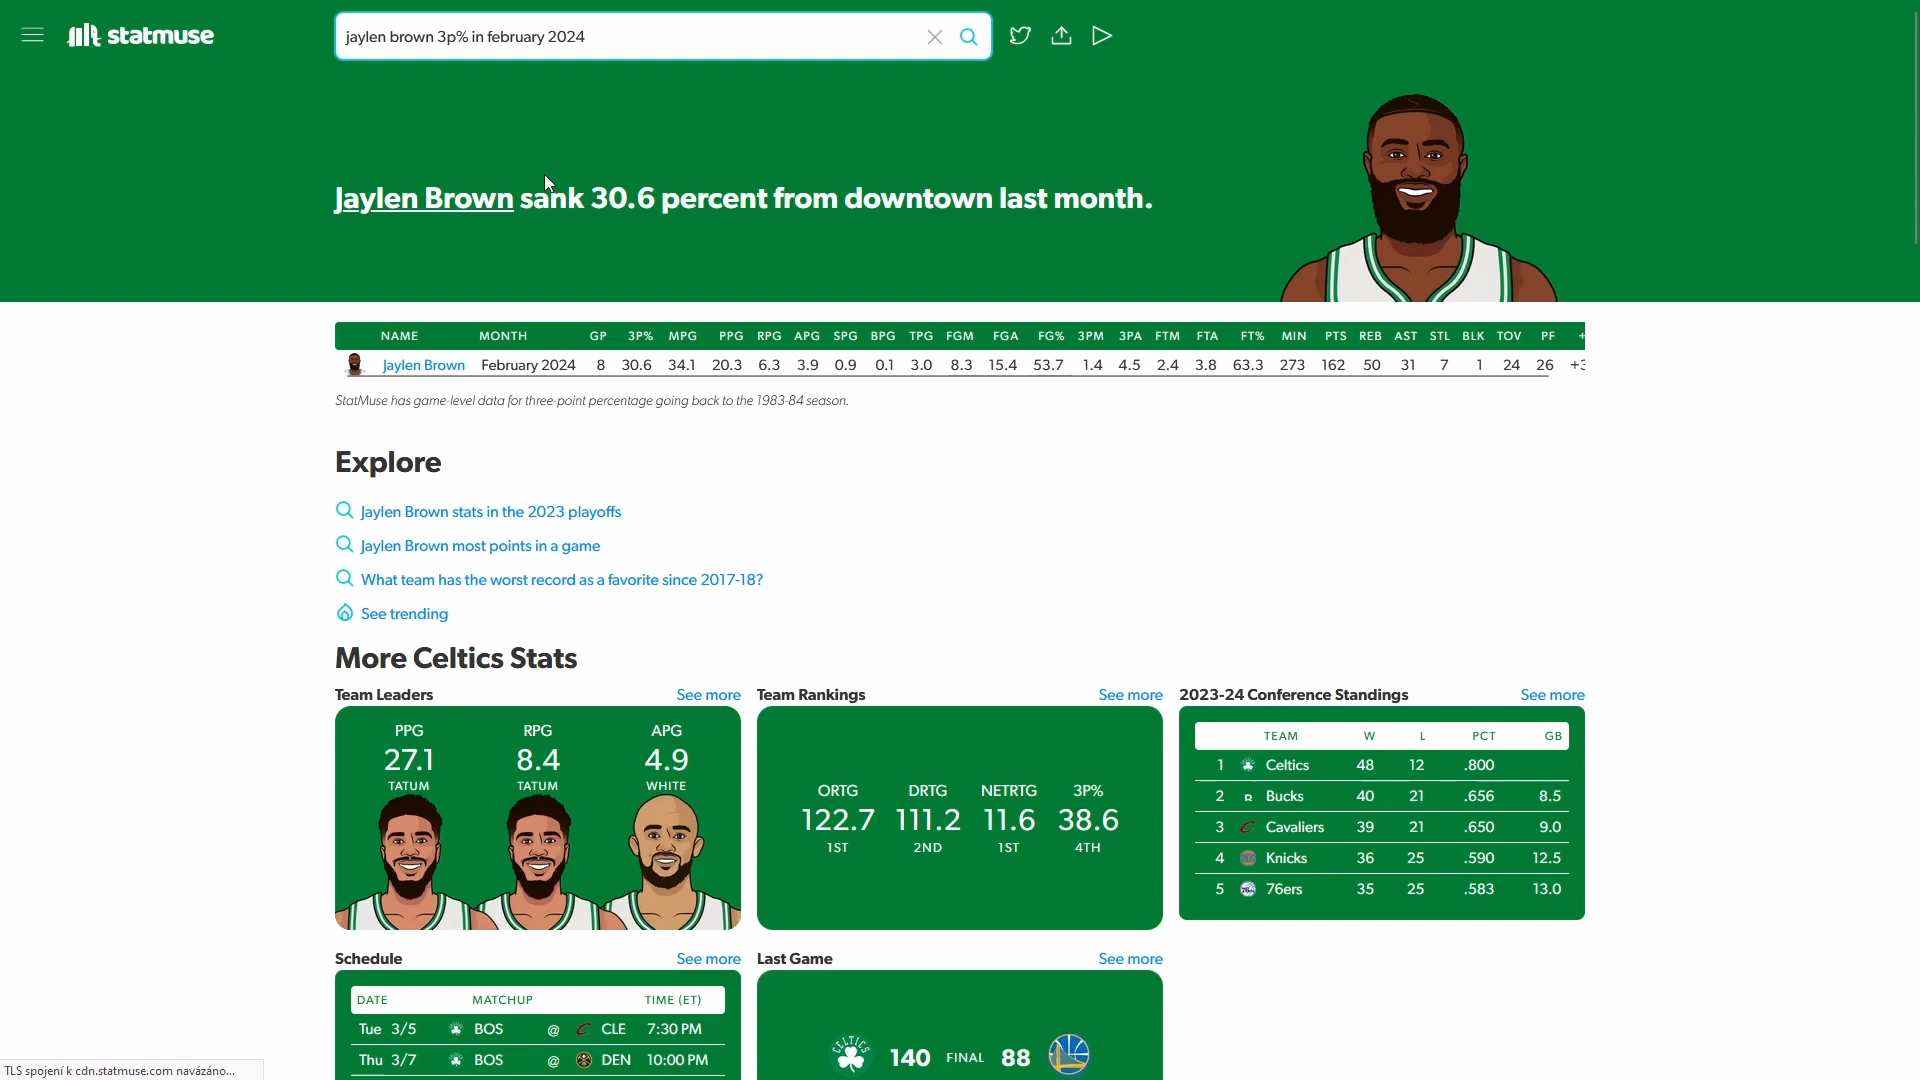 statmuse
jaylen brown 3p% in february 2024
Jaylen Brown sank 30.6 percent from downtown last month.
NAME MONTH GP 3P% MPG PPG RPG APG SPG BPG TPG FGM FGA FG% 3PM 3PA FTM FTA FT% MIN PTS REB AST STL BLK TOV PF
Jaylen Brown February 2024 8 30.6 34.1 20.3 6.3 3.9 0.9 0.1 3.0 8.3 15.4 53.7 1.4 4.5 2.4 3.8 63.3 273 162 50 31 7 1 24 26
StatMuse has game-level data for three-point percentage going back to the 1983-84 season.
Explore
Jaylen Brown stats in the 2023 playoffs
Jaylen Brown most points in a game
What team has the worst record as a favorite since 2017-18?
See trending
More Celtics Stats
Team Leaders See more
PPG RPG APG
27.1 8.4 4.9
TATUM TATUM WHITE
Team Rankings See more
ORTG DRTG NETRTG 3P%
122.7 111.2 11.6 38.6
1ST 2ND 1ST 4TH
2023-24 Conference Standings See more
TEAM W L PCT GB
1 Celtics 48 12 .800
2 Bucks 40 21 .656 8.5
3 Cavaliers 39 21 .650 9.0
4 Knicks 36 25 .590 12.5
5 76ers 35 25 .583 13.0
Schedule See more
DATE MATCHUP TIME (ET)
Tue 3/5 BOS @ CLE 7:30 PM
Thu 3/7 BOS @ DEN 10:00 PM
Last Game See more
CELTICS 140 FINAL 88
TLS spojení k cdn.statmuse.com navázáno...